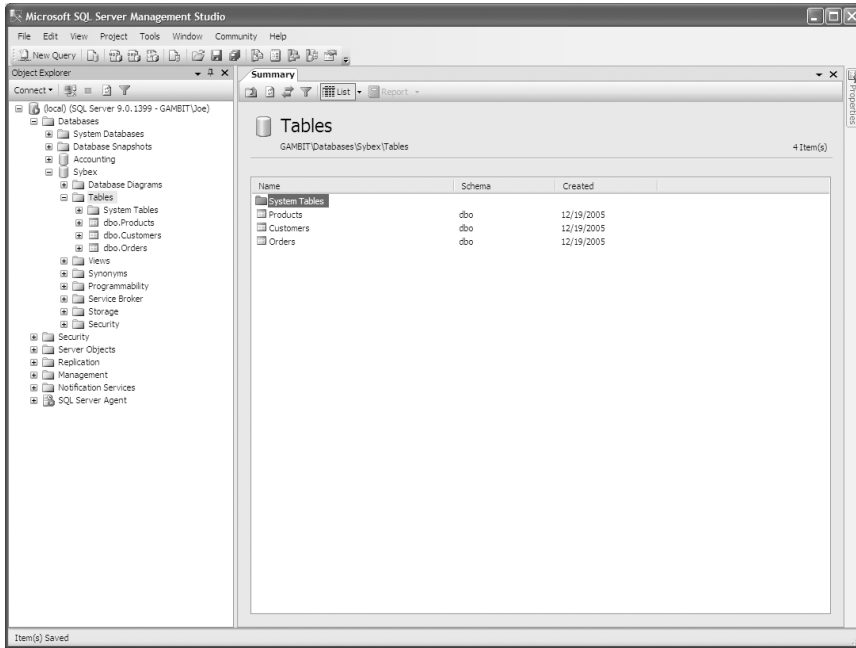 Microsoft SQL Server Management Studio
File Edit View Project Tools Window Community Help
New Query
Object Explorer
Connect
(local) (SQL Server 9.0.1399 - GAMBIT\Joe)
Databases
System Databases
Database Snapshots
Accounting
Sybex
Database Diagrams
Tables
System Tables
dbo.Products
dbo.Customers
dbo.Orders
Views
Synonyms
Programmability
Service Broker
Storage
Security
Security
Server Objects
Replication
Management
Notification Services
SQL Server Agent
Summary
List Report
Tables
GAMBIT\Databases\Sybex\Tables 4 Item(s)
Name Schema Created
System Tables
Products dbo 12/19/2005
Customers dbo 12/19/2005
Orders dbo 12/19/2005
Properties
Item(s) Saved